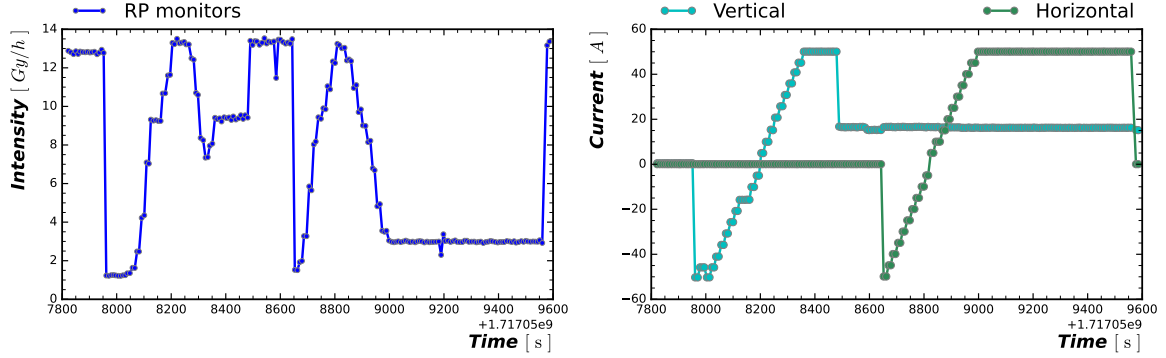 RP monitors
Intensity [ Gy/h ]
14
12
10
8
6
4
2
0
7800 8000 8200 8400 8600 8800 9000 9200 9400 9600
+1.71705e9
Time [ s ]
Vertical Horizontal
Current [ A ]
60
40
20
0
−20
−40
−60
7800 8000 8200 8400 8600 8800 9000 9200 9400 9600
+1.71705e9
Time [ s ]